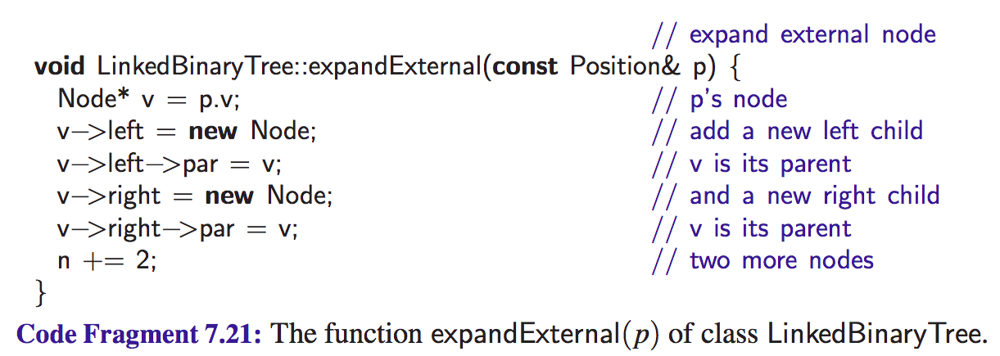 // expand external node
void LinkedBinaryTree::expandExternal(const Position& p) {
Node* v = p.v; // p's node
v−>left = new Node; // add a new left child
v−>left−>par = v; // v is its parent
v−>right = new Node; // and a new right child
v−>right−>par = v; // v is its parent
n += 2; // two more nodes
}
Code Fragment 7.21: The function expandExternal(p) of class LinkedBinaryTree.